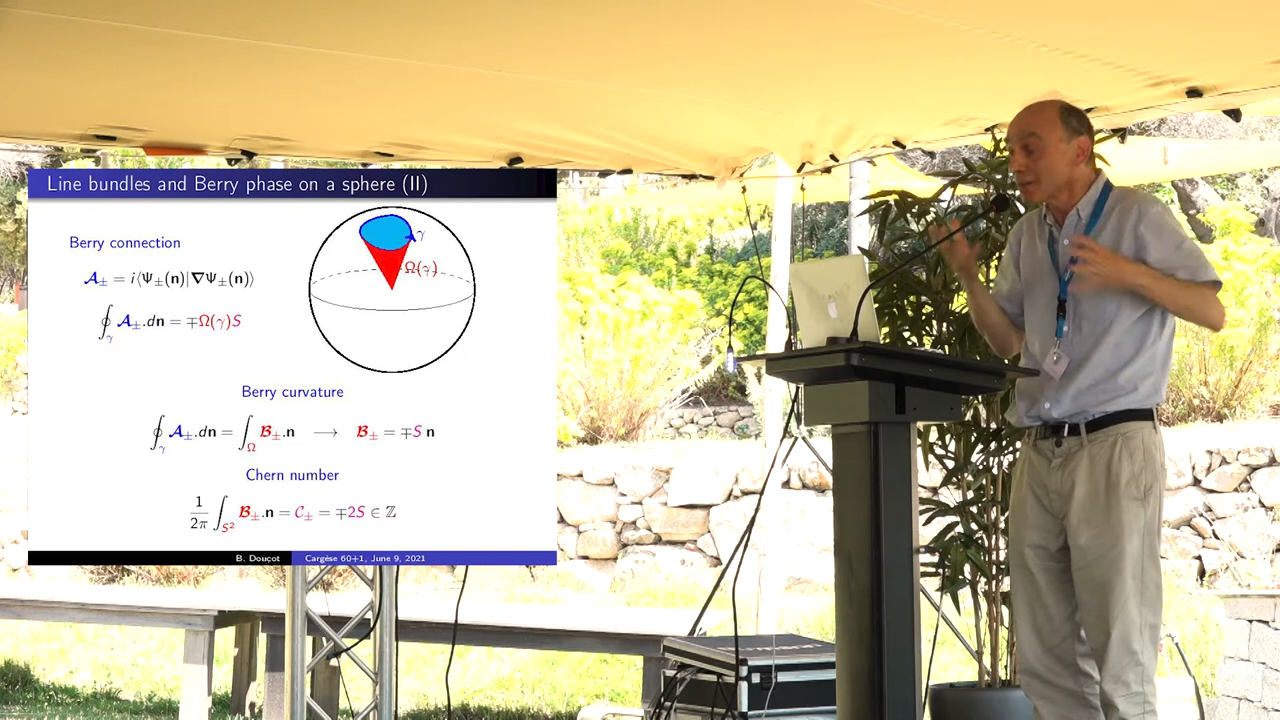 Line bundles and Berry phase on a sphere (II)
Berry connection
𝓐± = i⟨Ψ±(n)|∇Ψ±(n)⟩
∮γ 𝓐±.dn = ∓Ω(γ)S
γ
Ω(γ)
Berry curvature
∮γ 𝓐±.dn = ∫Ω 𝓑±.n ⟶ 𝓑± = ∓S n
Chern number
1/2π ∫S² 𝓑±.n = 𝒞± = ∓2S ∈ ℤ
B. Douçot Cargèse 60+1, June 9, 2021